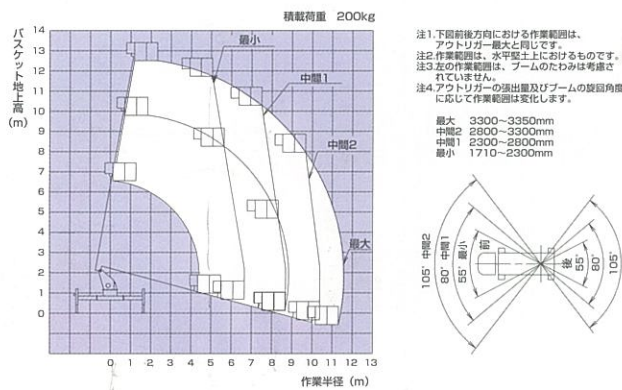 積載荷重 200kg
バスケット地上高
(m)
14
13
12
11
10
9
8
7
6
5
4
3
2
1
0
最小
中間1
中間2
最大
0 1 2 3 4 5 6 7 8 9 10 11 12 13
作業半径 (m)
注1.下図前後方向における作業範囲は、
アウトリガー最大と同じです。
注2.作業範囲は、水平堅土上におけるものです。
注3.左の作業範囲は、ブームのたわみは考慮さ
れていません。
注4.アウトリガーの張出量及びブームの旋回角度
に応じて作業範囲は変化します。
最大 3300〜3350mm
中間2 2800〜3300mm
中間1 2300〜2800mm
最小 1710〜2300mm
105° 中間2
80° 中間1
55° 最小
前
後
55°
80°
105°